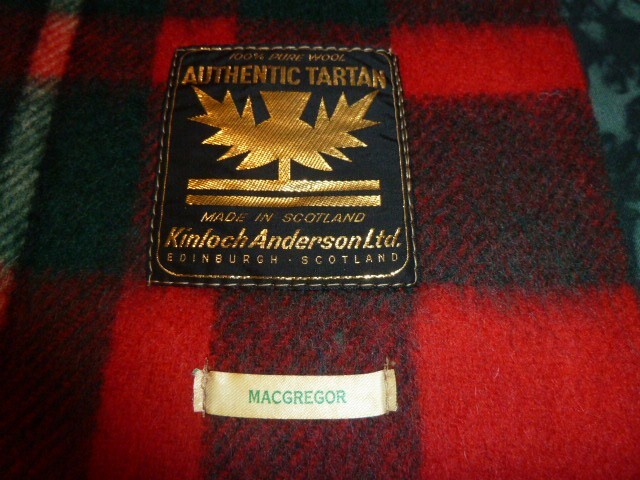 100% PURE WOOL
AUTHENTIC TARTAN
MADE IN SCOTLAND
Kinloch Anderson Ltd.
EDINBURGH - SCOTLAND
MACGREGOR